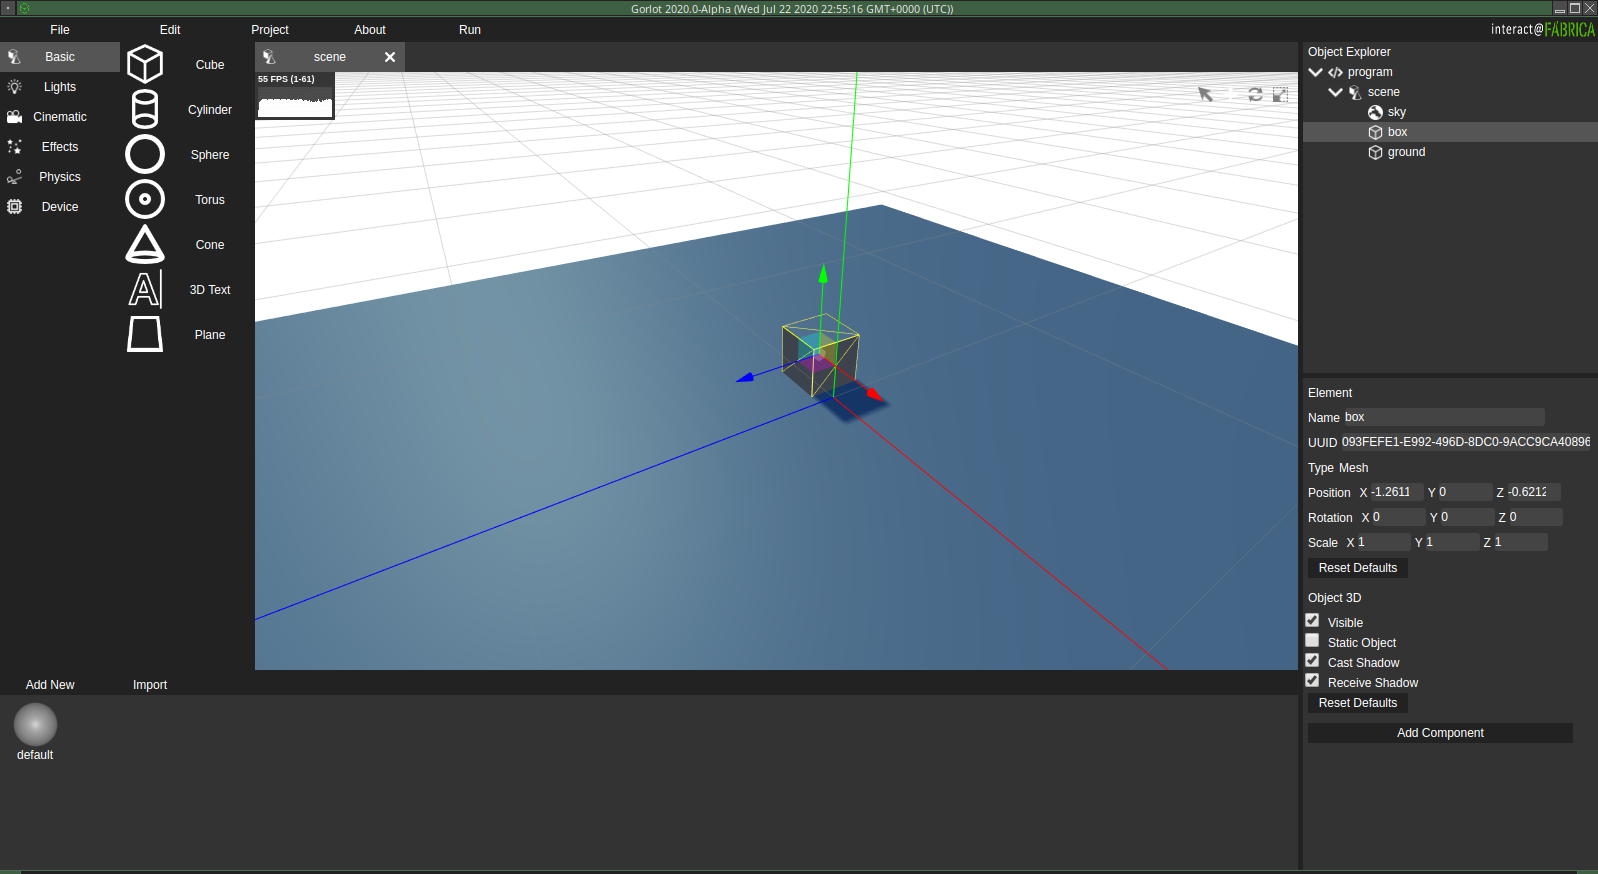 Gorlot 2020.0-Alpha (Wed Jul 22 2020 22:55:16 GMT+0000 (UTC))
File Edit Project About Run
interact@FÁBRICA
Basic
Lights
Cinematic
Effects
Physics
Device
Cube
Cylinder
Sphere
Torus
Cone
3D Text
Plane
scene
55 FPS (1-61)
Object Explorer
program
scene
sky
box
ground
Element
Name box
UUID 093FEFE1-E992-496D-8DC0-9ACC9CA40896
Type Mesh
Position X -1.2611 Y 0 Z -0.6212
Rotation X 0 Y 0 Z 0
Scale X 1 Y 1 Z 1
Reset Defaults
Object 3D
Visible
Static Object
Cast Shadow
Receive Shadow
Reset Defaults
Add Component
Add New Import
default